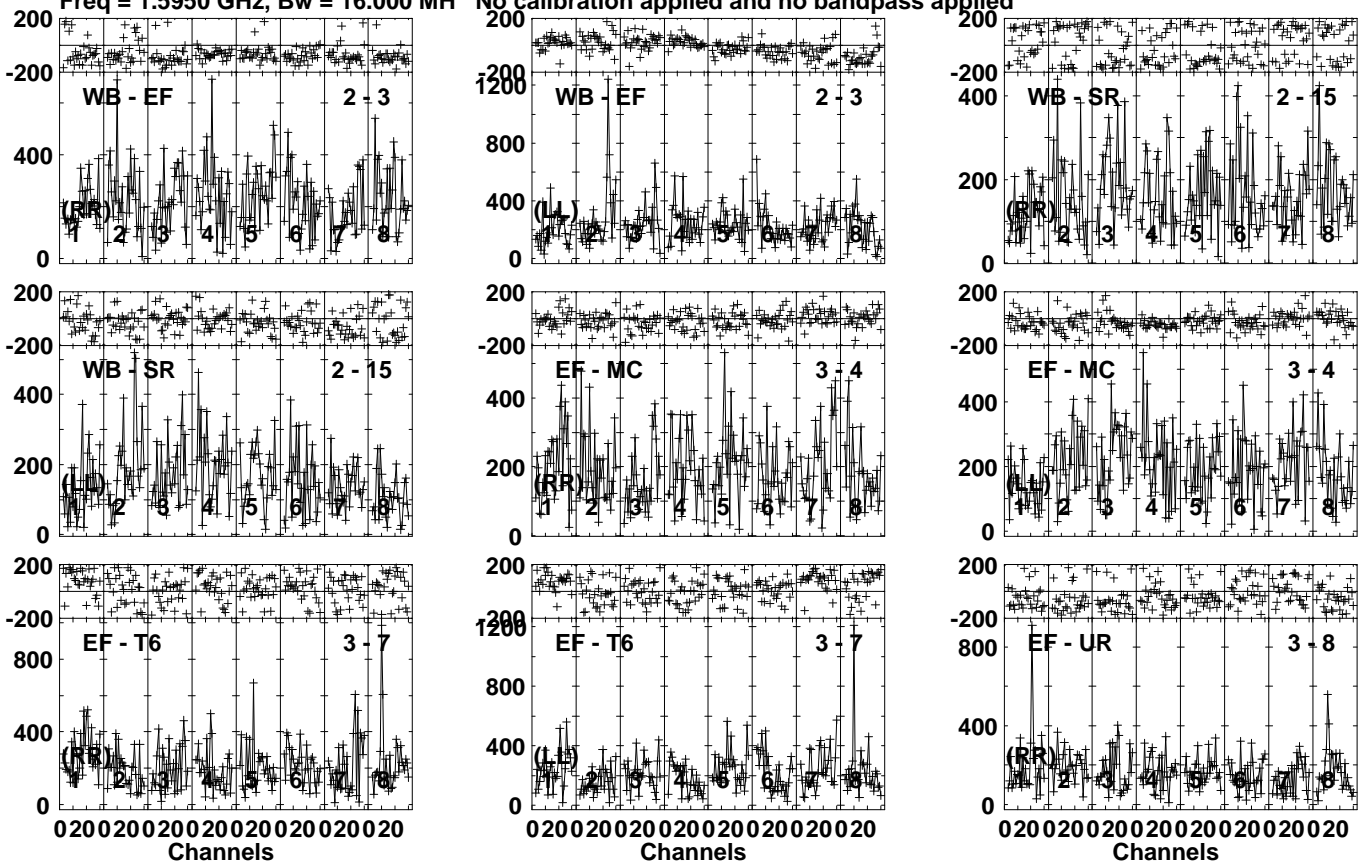 Freq = 1.5950 GHz, Bw = 16.000 MH No calibration applied and no bandpass applied
200
-200
WB - EF 2 - 3
400
(RR)
1 2 3 4 5 6 7 8
0
200
-200
1200
WB - EF 2 - 3
800
400
(LL)
1 2 3 4 5 6 7 8
0
200
-200
400
WB - SR 2 - 15
200
(RR)
1 2 3 4 5 6 7 8
0
200
-200
WB - SR 2 - 15
400
200
(LL)
1 2 3 4 5 6 7 8
0
200
-200
EF - MC 3 - 4
400
200
(RR)
1 2 3 4 5 6 7 8
0
200
-200
EF - MC 3 - 4
400
200
(LL)
1 2 3 4 5 6 7 8
0
200
-200
EF - T6 3 - 7
800
400
(RR)
1 2 3 4 5 6 7 8
0
0 20 0 20 0 20 0 20 0 20 0 20 0 20 0 20
Channels
200
-200
1200
EF - T6 3 - 7
800
400
(LL)
1 2 3 4 5 6 7 8
0
0 20 0 20 0 20 0 20 0 20 0 20 0 20 0 20
Channels
200
-200
EF - UR 3 - 8
800
400
(RR)
1 2 3 4 5 6 7 8
0
0 20 0 20 0 20 0 20 0 20 0 20 0 20 0 20
Channels